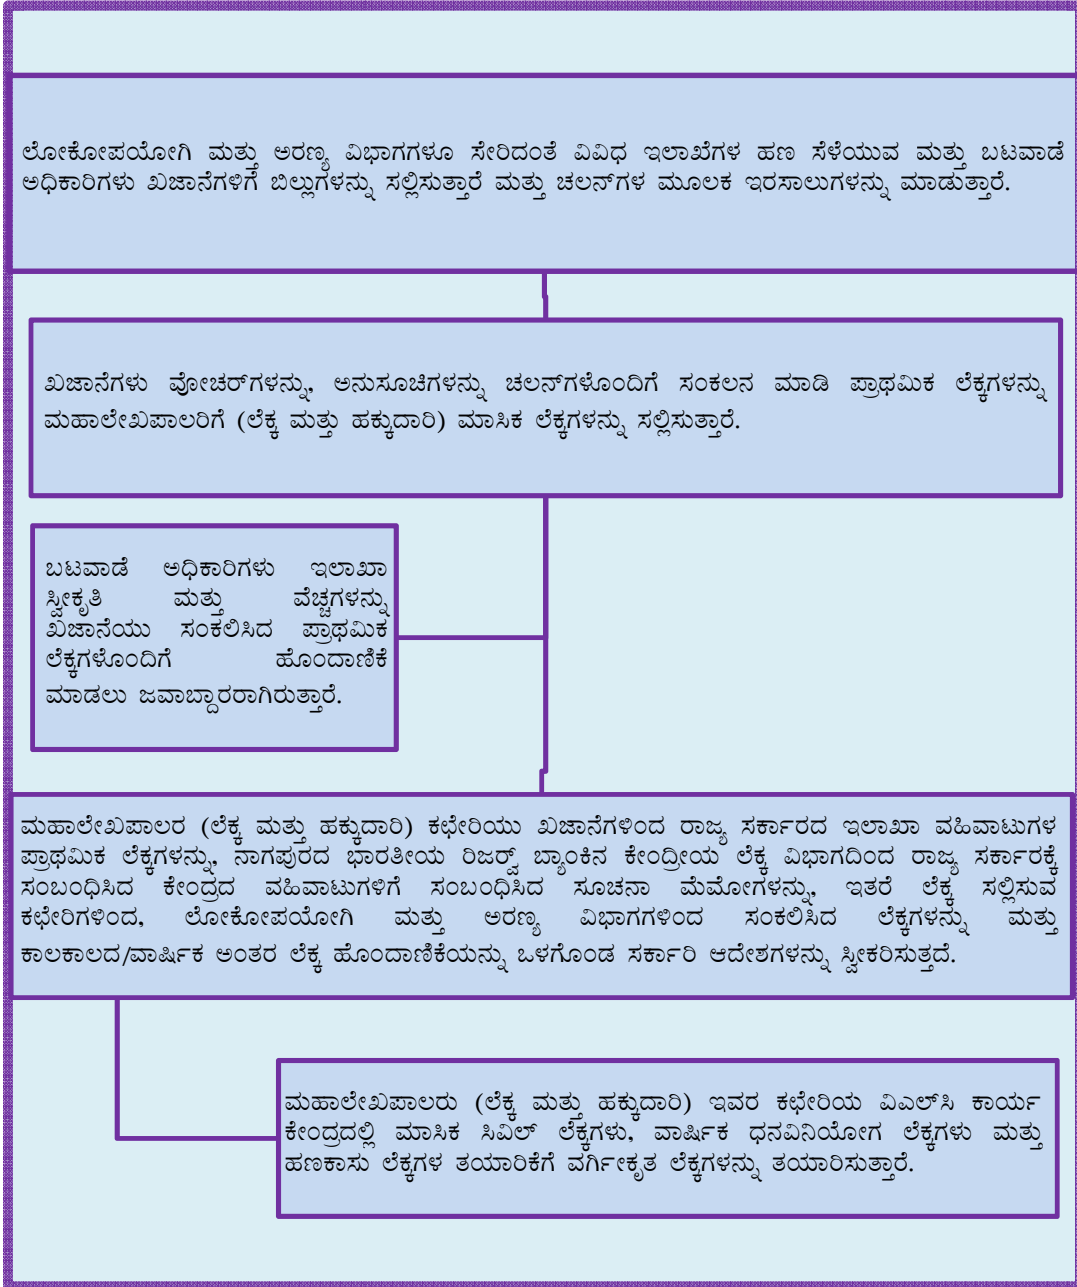 ಲೋಕೋಪಯೋಗಿ ಮತ್ತು ಅರಣ್ಯ ವಿಭಾಗಗಳೂ ಸೇರಿದಂತೆ ವಿವಿಧ ಇಲಾಖೆಗಳ ಹಣ ಸೆಳೆಯುವ ಮತ್ತು ಬಟವಾಡೆ
ಅಧಿಕಾರಿಗಳು ಖಜಾನೆಗಳಿಗೆ ಬಿಲ್ಲುಗಳನ್ನು ಸಲ್ಲಿಸುತ್ತಾರೆ ಮತ್ತು ಚಲನ್‌ಗಳ ಮೂಲಕ ಇರಸಾಲುಗಳನ್ನು ಮಾಡುತ್ತಾರೆ.
ಖಜಾನೆಗಳು ವೋಚರ್‌ಗಳನ್ನು, ಅನುಸೂಚಿಗಳನ್ನು ಚಲನ್‌ಗಳೊಂದಿಗೆ ಸಂಕಲನ ಮಾಡಿ ಪ್ರಾಥಮಿಕ ಲೆಕ್ಕಗಳನ್ನು
ಮಹಾಲೇಖಪಾಲರಿಗೆ (ಲೆಕ್ಕ ಮತ್ತು ಹಕ್ಕುದಾರಿ) ಮಾಸಿಕ ಲೆಕ್ಕಗಳನ್ನು ಸಲ್ಲಿಸುತ್ತಾರೆ.
ಬಟವಾಡೆ ಅಧಿಕಾರಿಗಳು ಇಲಾಖಾ
ಸ್ವೀಕೃತಿ ಮತ್ತು ವೆಚ್ಚಗಳನ್ನು
ಖಜಾನೆಯು ಸಂಕಲಿಸಿದ ಪ್ರಾಥಮಿಕ
ಲೆಕ್ಕಗಳೊಂದಿಗೆ ಹೊಂದಾಣಿಕೆ
ಮಾಡಲು ಜವಾಬ್ದಾರರಾಗಿರುತ್ತಾರೆ.
ಮಹಾಲೇಖಪಾಲರ (ಲೆಕ್ಕ ಮತ್ತು ಹಕ್ಕುದಾರಿ) ಕಛೇರಿಯು ಖಜಾನೆಗಳಿಂದ ರಾಜ್ಯ ಸರ್ಕಾರದ ಇಲಾಖಾ ವಹಿವಾಟುಗಳ
ಪ್ರಾಥಮಿಕ ಲೆಕ್ಕಗಳನ್ನು, ನಾಗಪುರದ ಭಾರತೀಯ ರಿಜರ್ವ್ ಬ್ಯಾಂಕಿನ ಕೇಂದ್ರೀಯ ಲೆಕ್ಕ ವಿಭಾಗದಿಂದ ರಾಜ್ಯ ಸರ್ಕಾರಕ್ಕೆ
ಸಂಬಂಧಿಸಿದ ಕೇಂದ್ರದ ವಹಿವಾಟುಗಳಿಗೆ ಸಂಬಂಧಿಸಿದ ಸೂಚನಾ ಮೆಮೋಗಳನ್ನು, ಇತರೆ ಲೆಕ್ಕ ಸಲ್ಲಿಸುವ
ಕಛೇರಿಗಳಿಂದ, ಲೋಕೋಪಯೋಗಿ ಮತ್ತು ಅರಣ್ಯ ವಿಭಾಗಗಳಿಂದ ಸಂಕಲಿಸಿದ ಲೆಕ್ಕಗಳನ್ನು ಮತ್ತು
ಕಾಲಕಾಲದ/ವಾರ್ಷಿಕ ಅಂತರ ಲೆಕ್ಕ ಹೊಂದಾಣಿಕೆಯನ್ನು ಒಳಗೊಂಡ ಸರ್ಕಾರಿ ಆದೇಶಗಳನ್ನು ಸ್ವೀಕರಿಸುತ್ತದೆ.
ಮಹಾಲೇಖಪಾಲರು (ಲೆಕ್ಕ ಮತ್ತು ಹಕ್ಕುದಾರಿ) ಇವರ ಕಛೇರಿಯ ವಿಎಲ್‌ಸಿ ಕಾರ್ಯ
ಕೇಂದ್ರದಲ್ಲಿ ಮಾಸಿಕ ಸಿವಿಲ್ ಲೆಕ್ಕಗಳು, ವಾರ್ಷಿಕ ಧನವಿನಿಯೋಗ ಲೆಕ್ಕಗಳು ಮತ್ತು
ಹಣಕಾಸು ಲೆಕ್ಕಗಳ ತಯಾರಿಕೆಗೆ ವರ್ಗೀಕೃತ ಲೆಕ್ಕಗಳನ್ನು ತಯಾರಿಸುತ್ತಾರೆ.